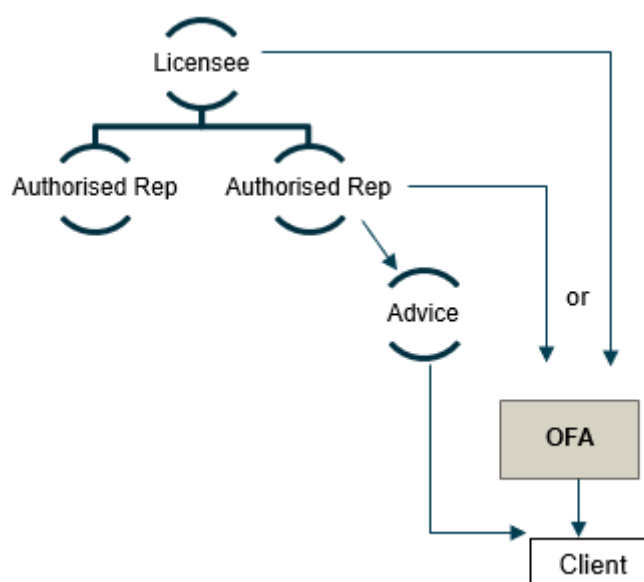 Licensee
Authorised Rep
Authorised Rep
Advice
or
OFA
Client